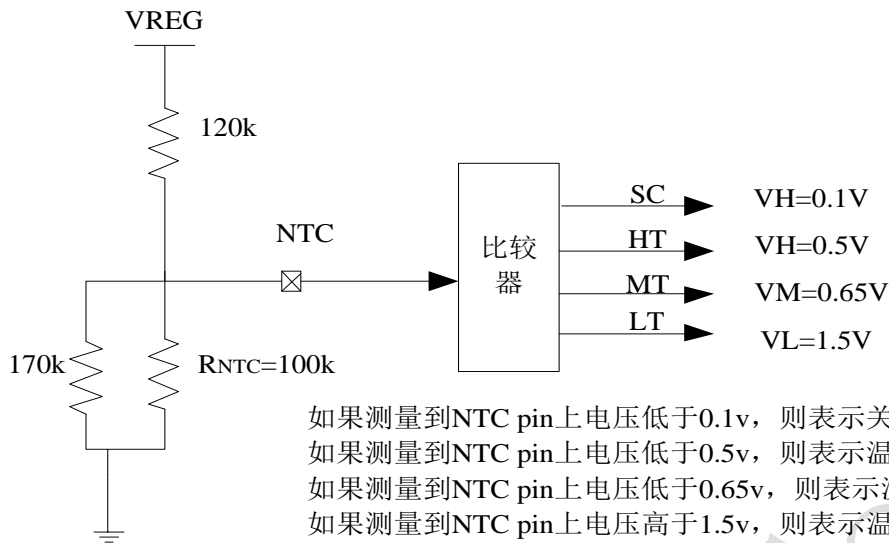 VREG
120k
NTC
比较
器
SC
VH=0.1V
HT
VH=0.5V
MT
VM=0.65V
LT
VL=1.5V
170k
RNTC=100k
如果测量到NTC pin上电压低于0.1v，则表示关
如果测量到NTC pin上电压低于0.5v，则表示温
如果测量到NTC pin上电压低于0.65v，则表示
如果测量到NTC pin上电压高于1.5v，则表示温